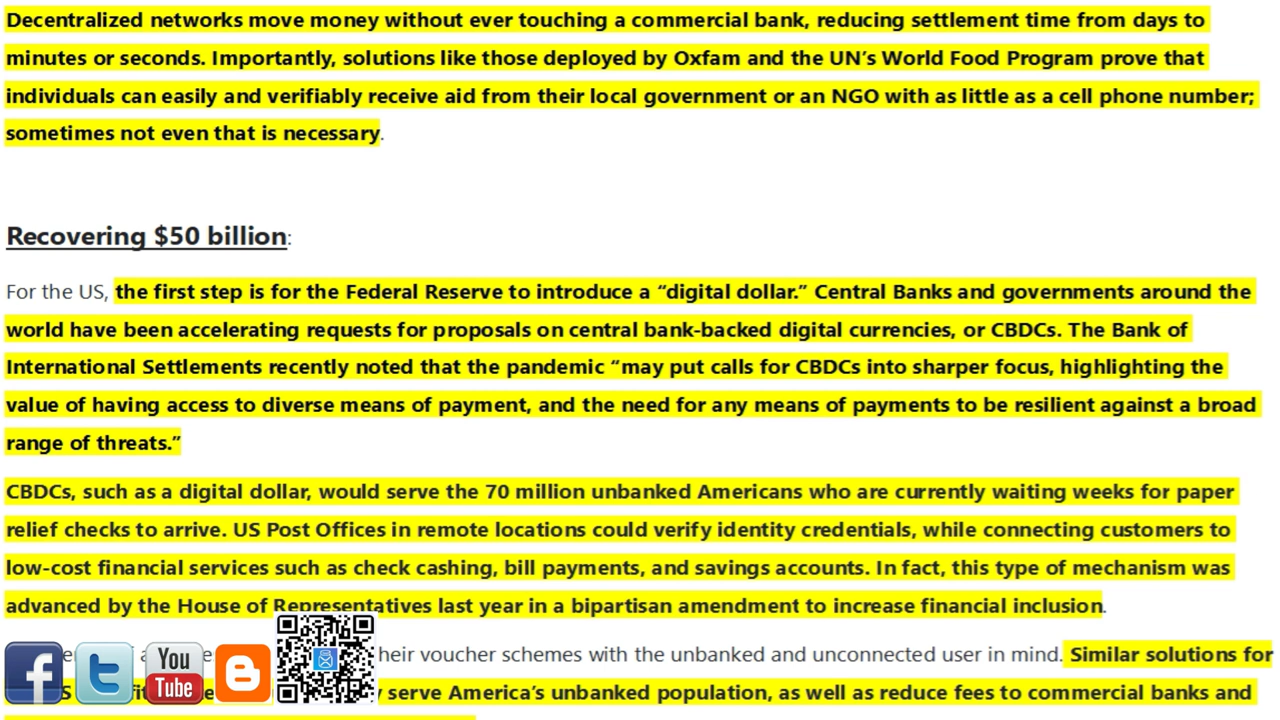 Decentralized networks move money without ever touching a commercial bank, reducing settlement time from days to
minutes or seconds. Importantly, solutions like those deployed by Oxfam and the UN’s World Food Program prove that
individuals can easily and verifiably receive aid from their local government or an NGO with as little as a cell phone number;
sometimes not even that is necessary.
Recovering $50 billion:
For the US, the first step is for the Federal Reserve to introduce a “digital dollar.” Central Banks and governments around the
world have been accelerating requests for proposals on central bank-backed digital currencies, or CBDCs. The Bank of
International Settlements recently noted that the pandemic “may put calls for CBDCs into sharper focus, highlighting the
value of having access to diverse means of payment, and the need for any means of payments to be resilient against a broad
range of threats.”
CBDCs, such as a digital dollar, would serve the 70 million unbanked Americans who are currently waiting weeks for paper
relief checks to arrive. US Post Offices in remote locations could verify identity credentials, while connecting customers to
low-cost financial services such as check cashing, bill payments, and savings accounts. In fact, this type of mechanism was
advanced by the House of Representatives last year in a bipartisan amendment to increase financial inclusion.
voucher schemes with the unbanked and unconnected user in mind. Similar solutions for
serve America’s unbanked population, as well as reduce fees to commercial banks and
You
Tube